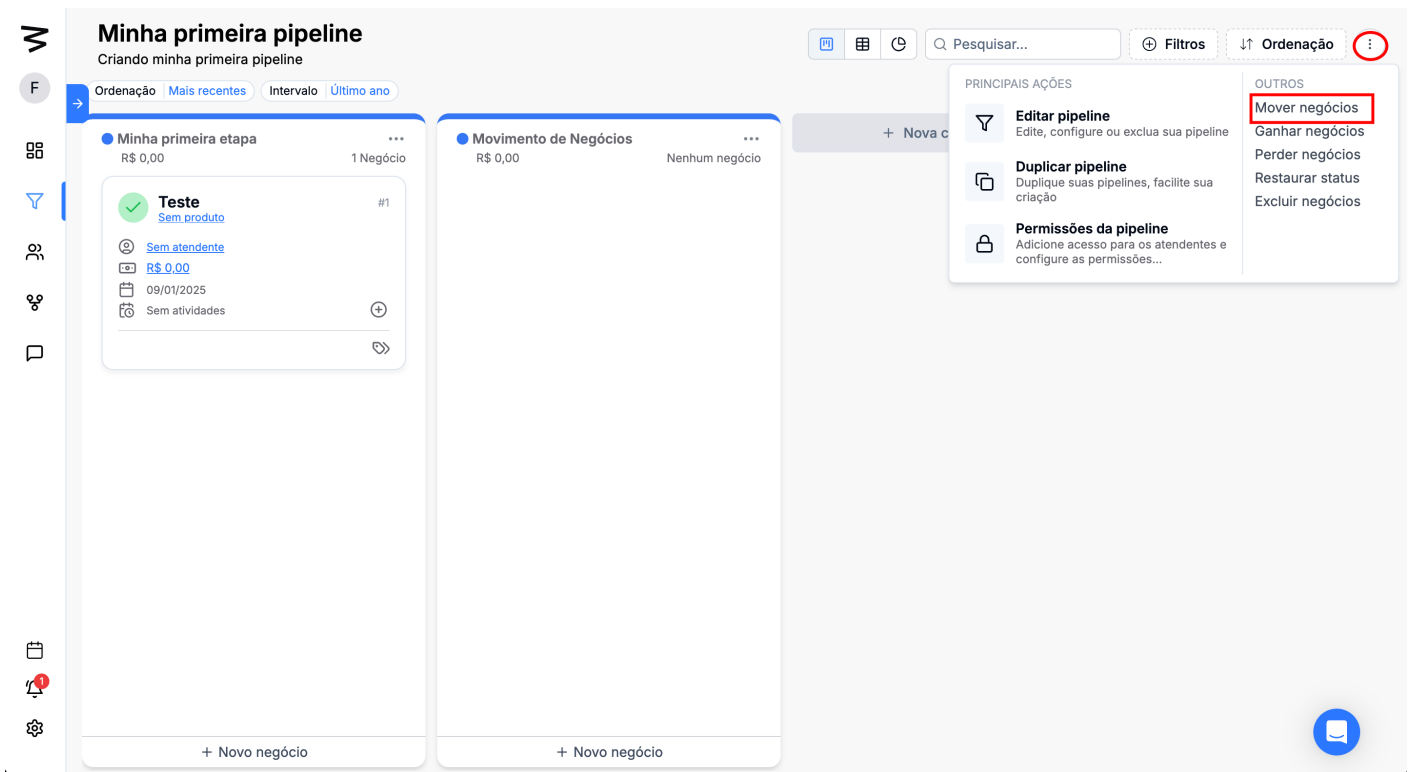 Minha primeira pipeline
Criando minha primeira pipeline
Pesquisar...
Filtros
Ordenação
F
Ordenação Mais recentes
Intervalo Último ano
PRINCIPAIS AÇÕES
Editar pipeline
Edite, configure ou exclua sua pipeline
Duplicar pipeline
Duplique suas pipelines, facilite sua
criação
Permissões da pipeline
Adicione acesso para os atendentes e
configure as permissões...
OUTROS
Mover negócios
Ganhar negócios
Perder negócios
Restaurar status
Excluir negócios
Minha primeira etapa
R$ 0,00 1 Negócio
Teste #1
Sem produto
Sem atendente
R$ 0,00
09/01/2025
Sem atividades
+ Novo negócio
Movimento de Negócios
R$ 0,00 Nenhum negócio
+ Novo negócio
+ Nova c
1